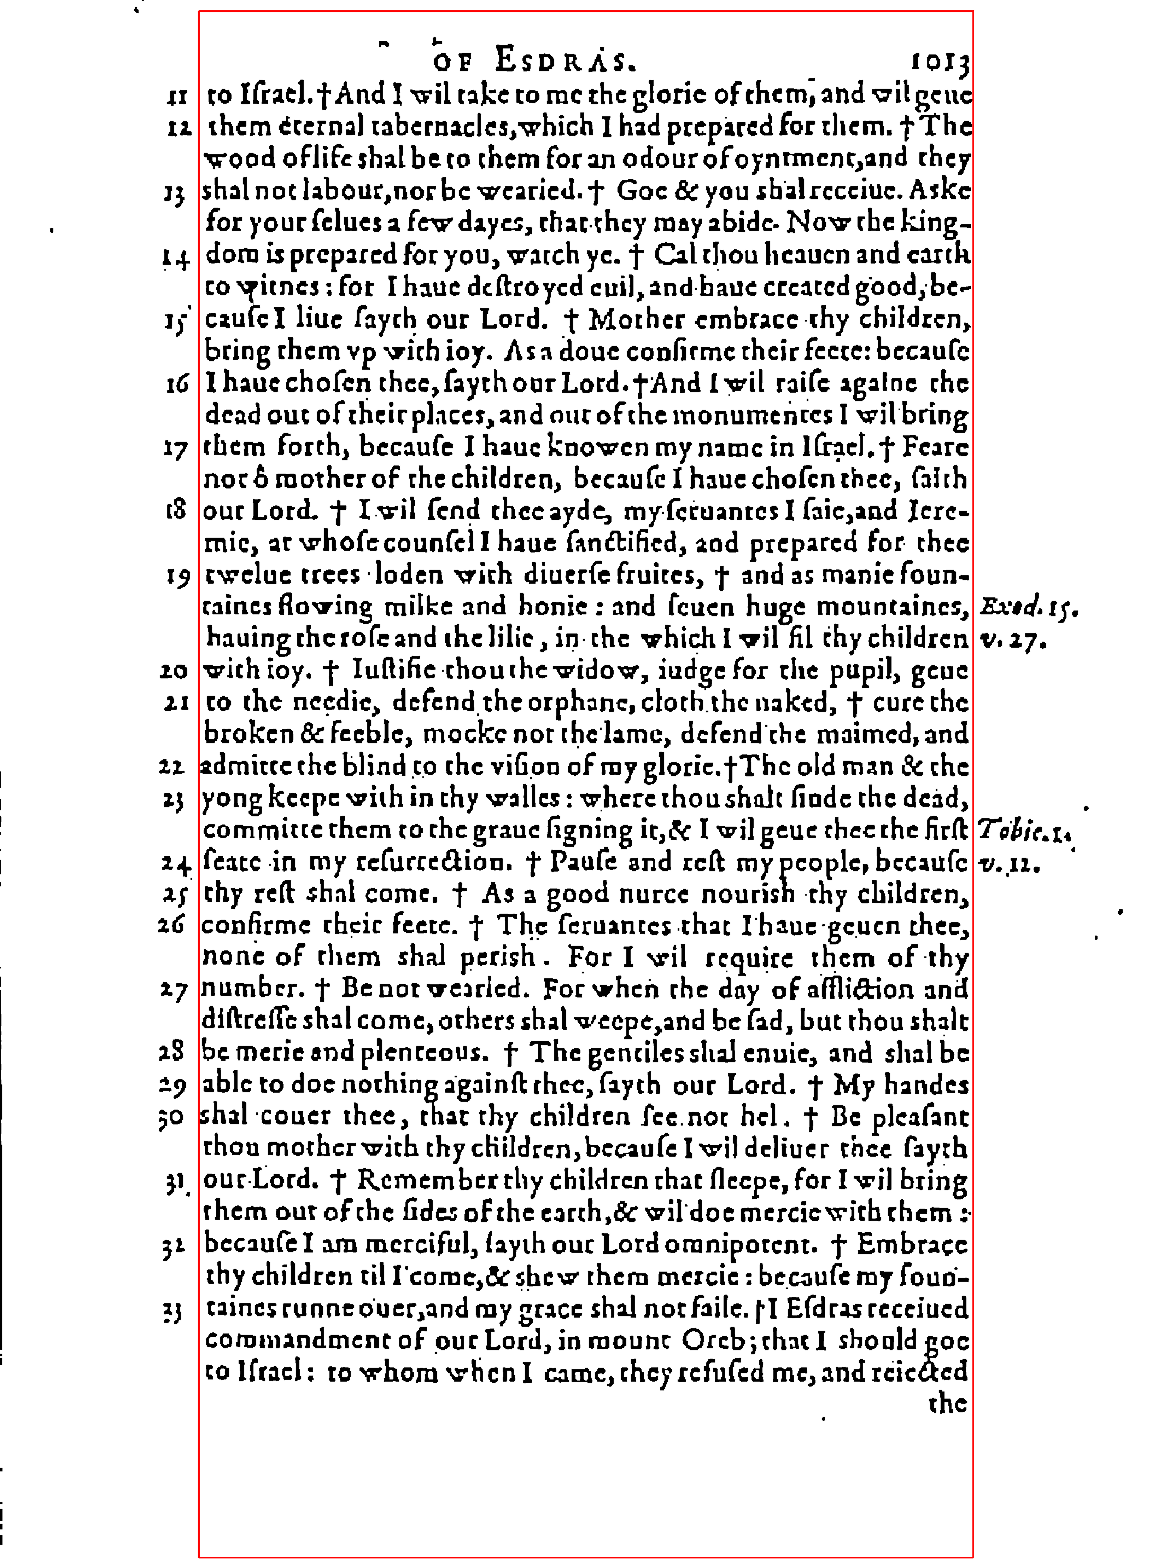 OF ESDRAS. 1013
11 to Iſrael.†And I wil take to me the glorie of them, and wil geue
12 them eternal tabernacles,which I had prepared for them. †The
wood of life shal be to them for an odour of oyntment,and they
13 shal not labour,nor be wearied.† Goe & you shal receiue. Aske
for your ſelues a few dayes, that they may abide. Now the king-
14 dom is prepared for you, watch ye. † Cal thou heauen and earth
to witnes : for I haue deſtroyed euil, and haue created good, be-
15 cauſe I liue ſayth our Lord. † Mother embrace thy children,
bring them vp with ioy. As a doue confirme their feete: becauſe
16 I haue choſen thee, ſayth our Lord.†And I wil raiſe againe the
dead out of their places, and out of the monumentes I wil bring
17 them forth, becauſe I haue knowen my name in Iſrael.† Feare
not ô mother of the children, becauſe I haue choſen thee, ſaith
18 our Lord. † I wil ſend thee ayde, my ſeruantes Iſaie,and Jere-
mie, at whoſe counſel I haue ſanctified, and prepared for thee
19 twelue trees loden with diuerſe fruites, † and as manie foun-
taines flowing milke and honie : and ſeuen huge mountaines, Exod. 15.
hauing the roſe and the lilie, in the which I wil fil thy children v. 27.
20 with ioy. † Iuſtifie thou the widow, iudge for the pupil, geue
21 to the needie, defend the orphane, cloth the naked, † cure the
broken & feeble, mocke not the lame, defend the maimed, and
22 admitte the blind to the viſion of my glorie.†The old man & the
23 yong keepe with in thy walles : where thou shalt finde the dead,
committe them to the graue ſigning it,& I wil geue thee the firſt Tobie. 1.
24 ſeate in my reſurrection. † Pauſe and reſt my people, becauſe v. 12.
25 thy reſt shal come. † As a good nurce nourish thy children,
26 confirme their feete. † The ſeruantes that I haue geuen thee,
none of them shal perish. For I wil require them of thy
27 number. † Be not wearied. For when the day of affliction and
diſtreſſe shal come, others shal weepe,and be ſad, but thou shalt
28 be merie and plenteous. † The gentiles shal enuie, and shal be
29 able to doe nothing againſt thee, ſayth our Lord. † My handes
30 shal couer thee, that thy children ſee not hel. † Be pleaſant
thou mother with thy children, becauſe I wil deliuer thee ſayth
31 our Lord. † Remember thy children that ſleepe, for I wil bring
them out of the ſides of the earth,& wil doe mercie with them :
32 becauſe I am merciful, ſayth our Lord omnipotent. † Embrace
thy children til I come,& shew them mercie : becauſe my foun-
33 taines runne ouer,and my grace shal not faile. †I Eſdras receiued
commandment of our Lord, in mount Oreb; that I should goe
to Iſrael : to whom when I came, they refuſed me, and reiected
the